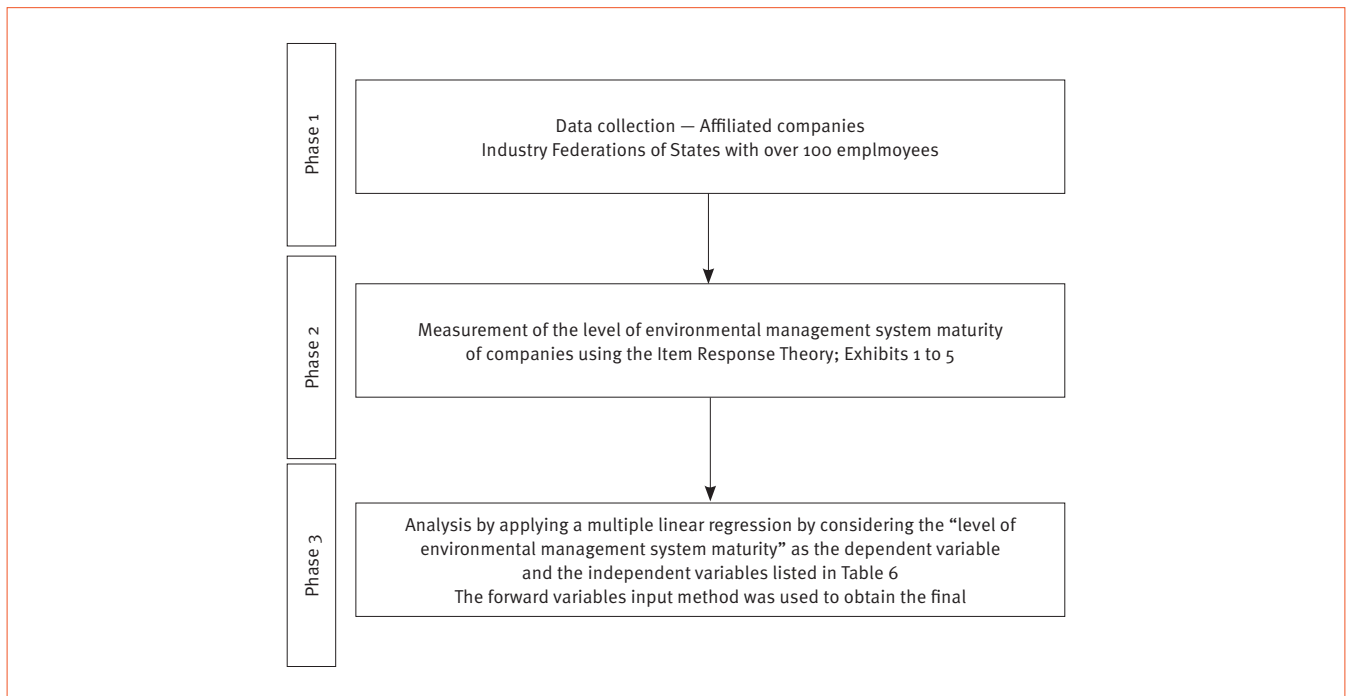 Phase 1
Data collection — Affiliated companies
Industry Federations of States with over 100 emplmoyees
Phase 2
Measurement of the level of environmental management system maturity
of companies using the Item Response Theory; Exhibits 1 to 5
Phase 3
Analysis by applying a multiple linear regression by considering the “level of
environmental management system maturity” as the dependent variable
and the independent variables listed in Table 6
The forward variables input method was used to obtain the final